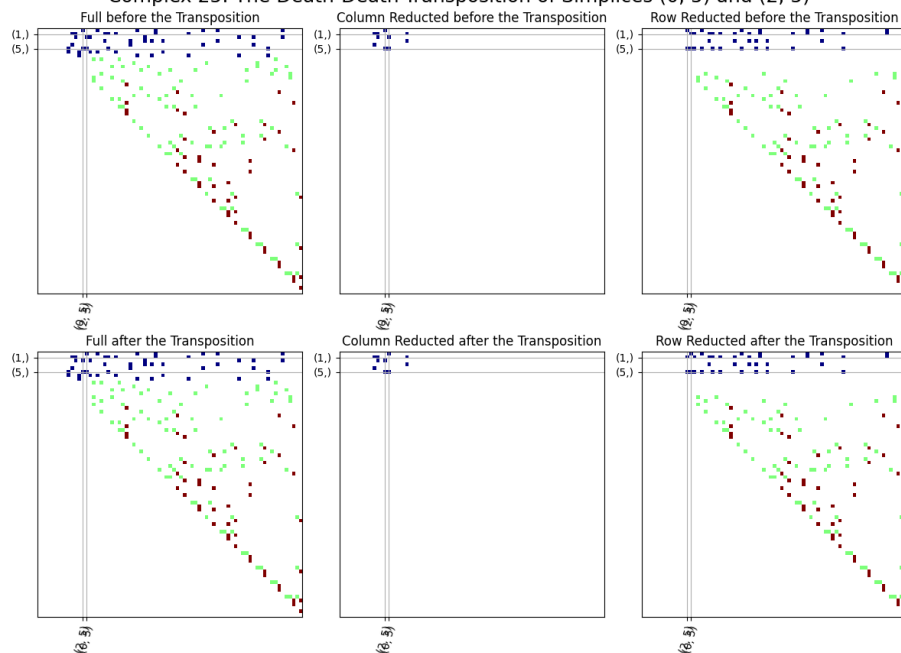 Complex 25: The Death-Death Transposition of Simplices (0, 5) and (2, 5)
Full before the Transposition
Column Reducted before the Transposition
Row Reducted before the Transposition
(1,)
(5,)
(1,)
(5,)
(1,)
(5,)
Full after the Transposition
Column Reducted after the Transposition
Row Reducted after the Transposition
(1,)
(5,)
(1,)
(5,)
(1,)
(5,)